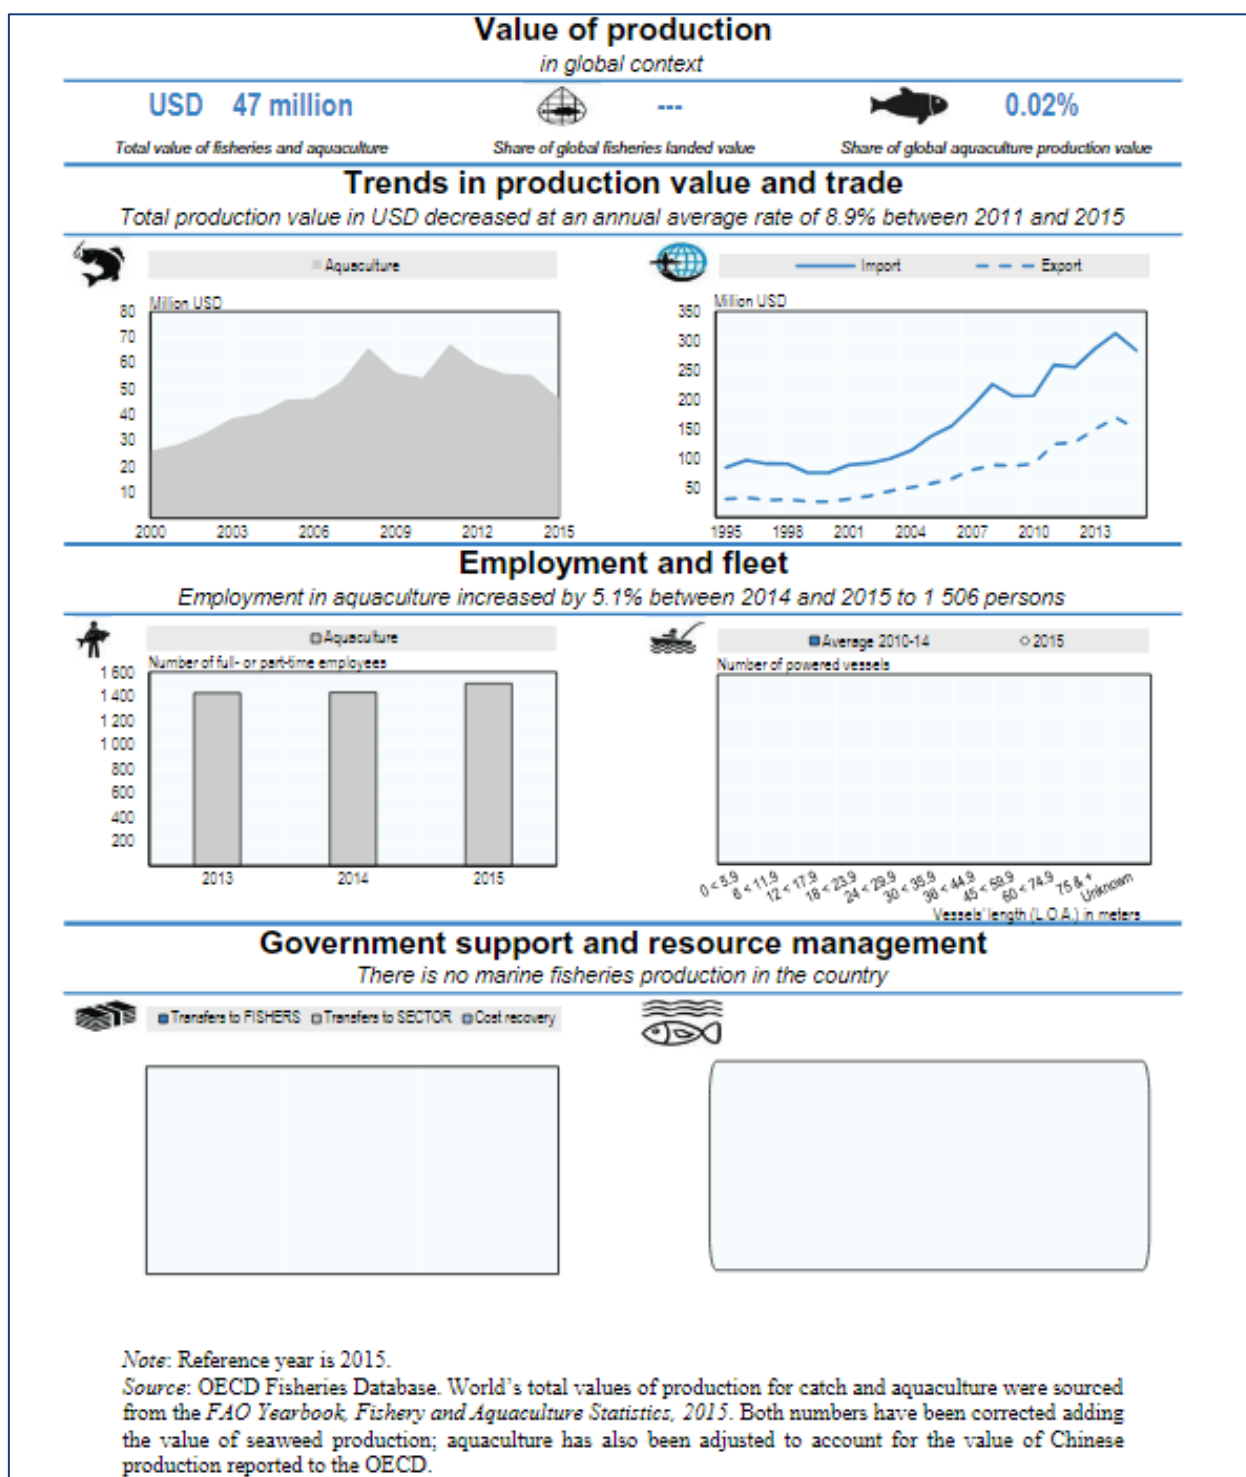 Value of production
in global context
USD 47 million
---
0.02%
Total value of fisheries and aquaculture
Share of global fisheries landed value
Share of global aquaculture production value
Trends in production value and trade
Total production value in USD decreased at an annual average rate of 8.9% between 2011 and 2015
Aquaculture
Million USD
80
70
60
50
40
30
20
10
2000 2003 2006 2009 2012 2015
Import Export
Million USD
350
300
250
200
150
100
50
1995 1998 2001 2004 2007 2010 2013
Employment and fleet
Employment in aquaculture increased by 5.1% between 2014 and 2015 to 1 506 persons
Aquaculture
Number of full- or part-time employees
1 600
1 400
1 200
1 000
800
600
400
200
2013 2014 2015
Average 2010-14 2015
Number of powered vessels
0 < 5.9
6 < 11.9
12 < 17.9
18 < 23.9
24 < 29.9
30 < 35.9
36 < 44.9
45 < 59.9
60 < 74.9
75 & +
Unknown
Vessels' length (L.O.A.) in meters
Government support and resource management
There is no marine fisheries production in the country
Transfers to FISHERS Transfers to SECTOR Cost recovery
Note: Reference year is 2015.
Source: OECD Fisheries Database. World's total values of production for catch and aquaculture were sourced
from the FAO Yearbook, Fishery and Aquaculture Statistics, 2015. Both numbers have been corrected adding
the value of seaweed production; aquaculture has also been adjusted to account for the value of Chinese
production reported to the OECD.